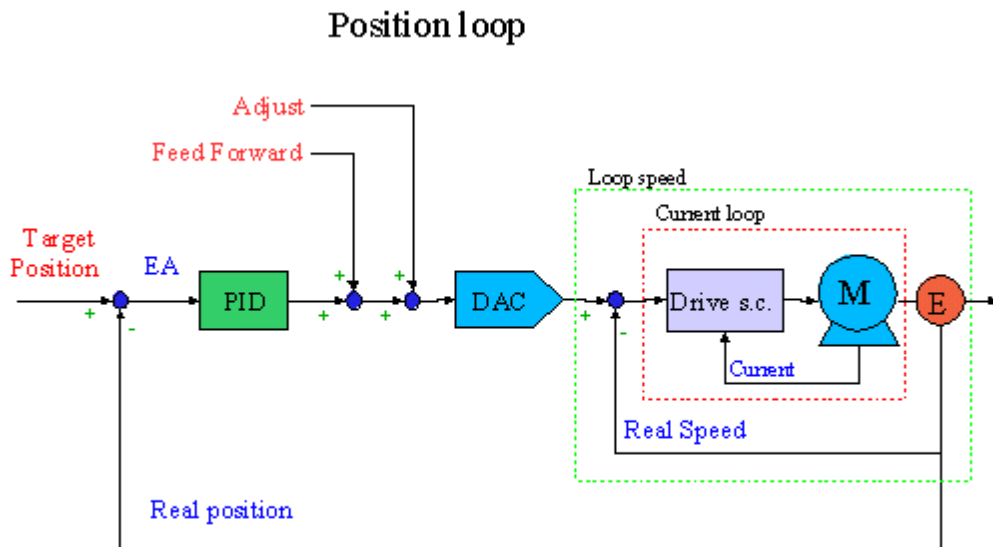 Position loop
Adjust
Feed Forward
Loop speed
Current loop
Target
Position
EA
PID
DAC
Drive s.c.
M
E
Current
Real Speed
Real position
+
-
+
+
+
+
+
-